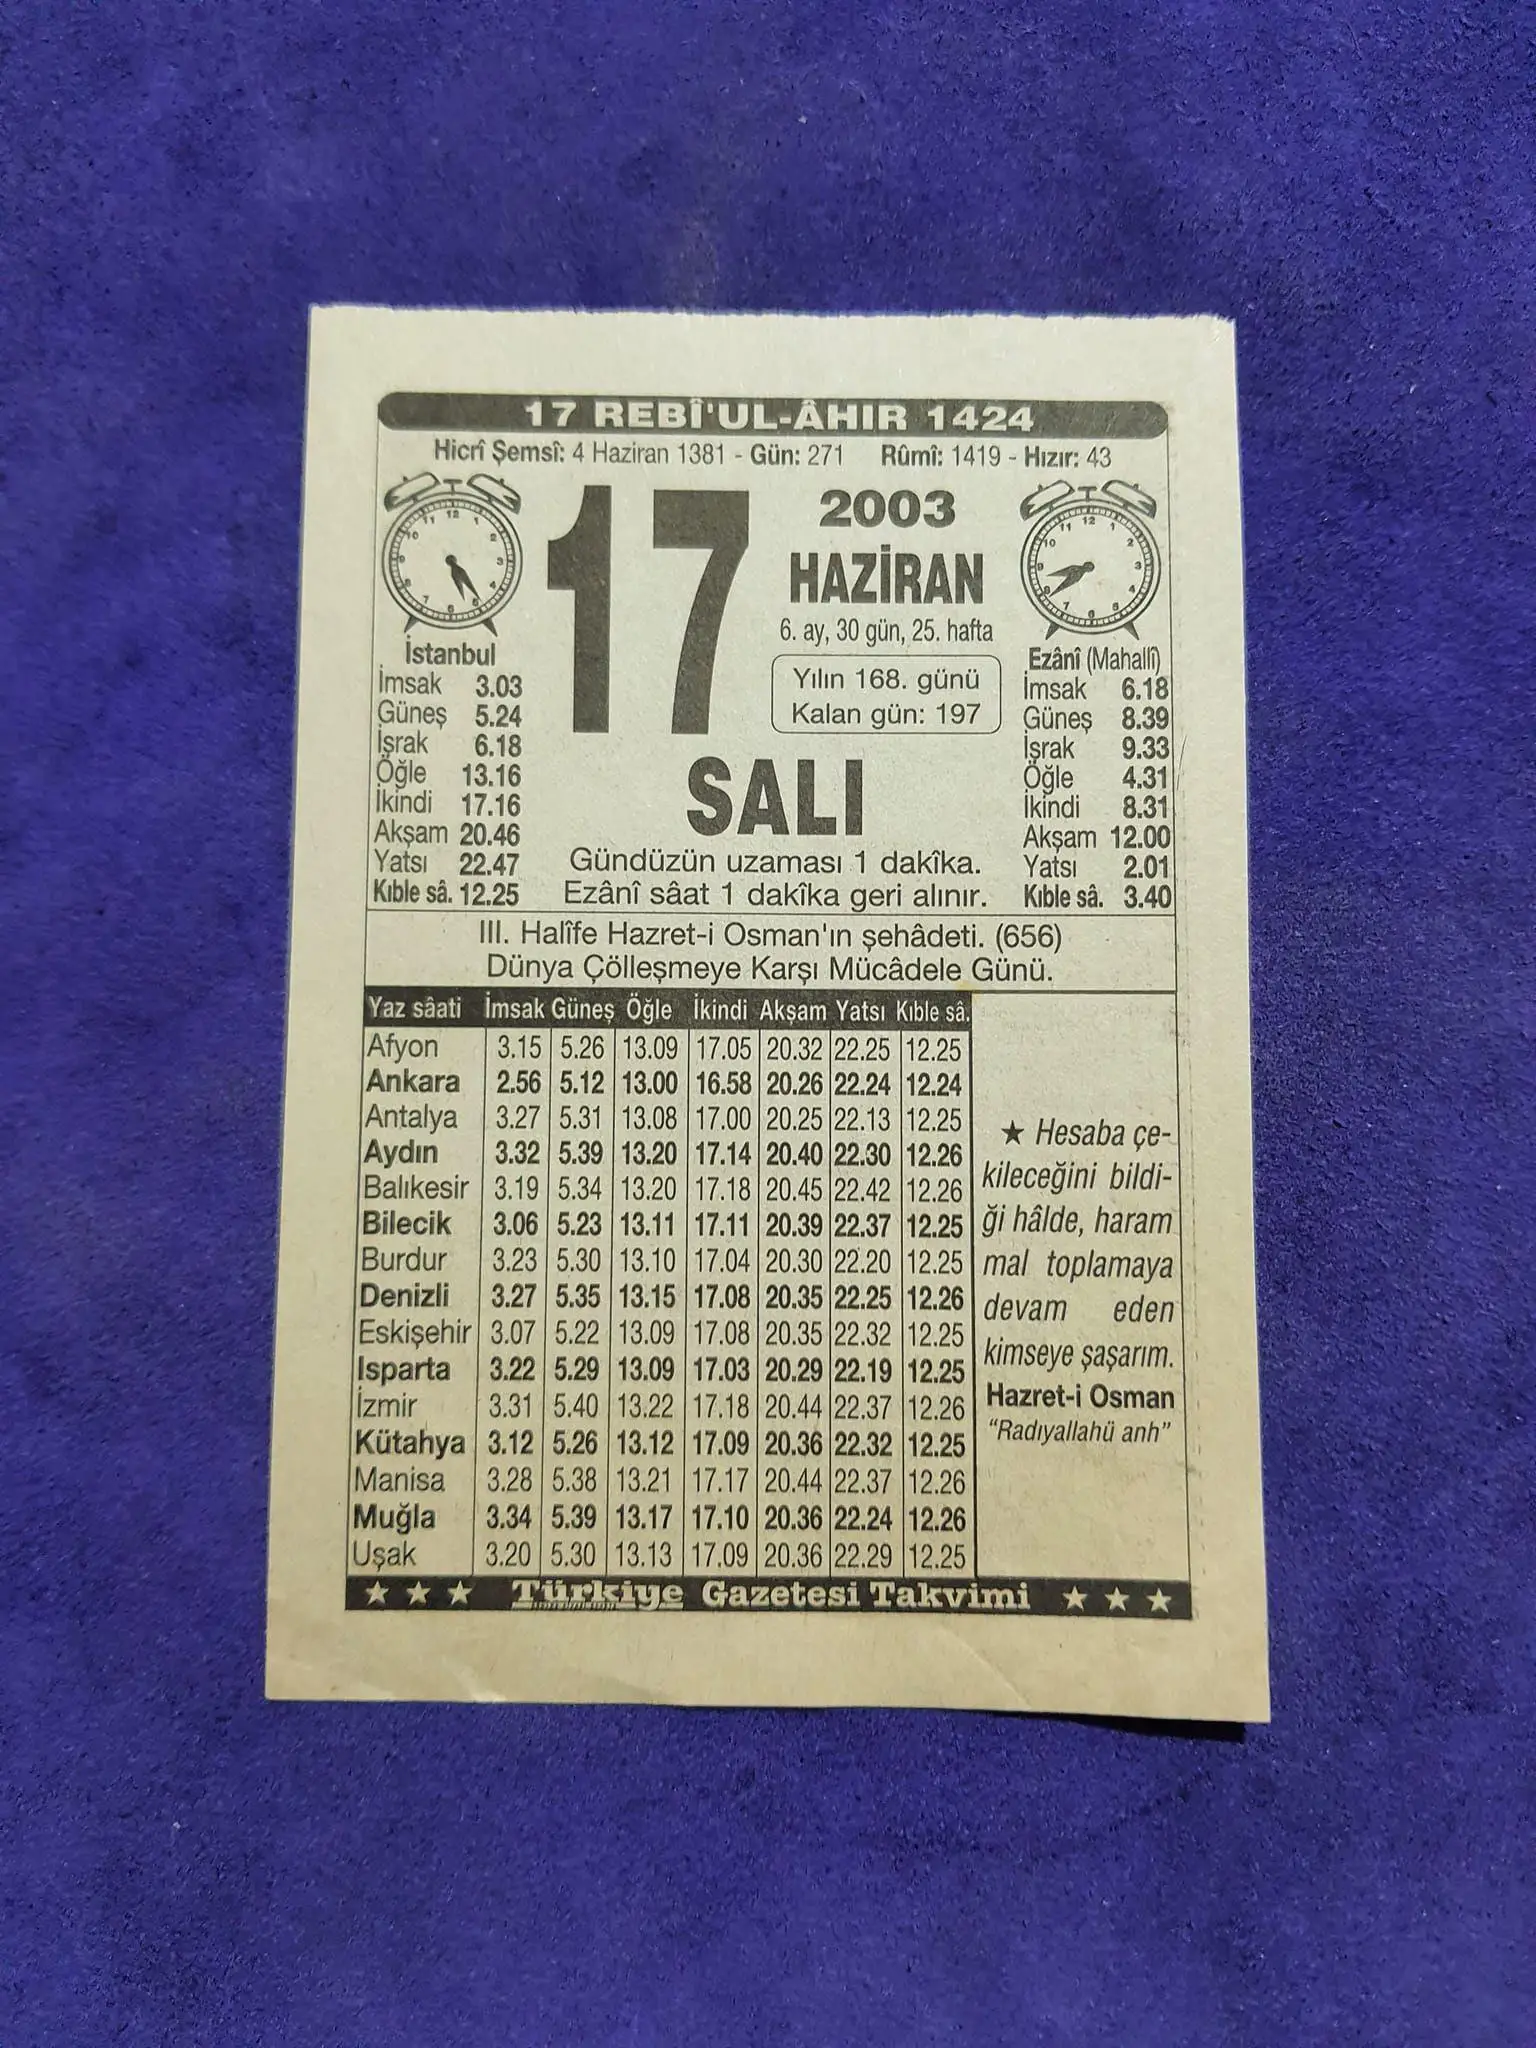 17 REBÎ'UL-ÂHIR 1424
Hicrî Şemsî: 4 Haziran 1381 - Gün: 271 Rûmî: 1419 - Hızır: 43
17
2003
HAZİRAN
6. ay, 30 gün, 25. hafta
Yılın 168. günü
Kalan gün: 197
SALI
Gündüzün uzaması 1 dakîka.
Ezânî sâat 1 dakîka geri alınır.
İstanbul
İmsak 3.03
Güneş 5.24
İşrak 6.18
Öğle 13.16
İkindi 17.16
Akşam 20.46
Yatsı 22.47
Kıble sâ. 12.25
Ezânî (Mahallî)
İmsak 6.18
Güneş 8.39
İşrak 9.33
Öğle 4.31
İkindi 8.31
Akşam 12.00
Yatsı 2.01
Kıble sâ. 3.40
III. Halîfe Hazret-i Osman'ın şehâdeti. (656)
Dünya Çölleşmeye Karşı Mücâdele Günü.
Yaz sâati İmsak Güneş Öğle İkindi Akşam Yatsı Kıble sâ.
Afyon 3.15 5.26 13.09 17.05 20.32 22.25 12.25
Ankara 2.56 5.12 13.00 16.58 20.26 22.24 12.24
Antalya 3.27 5.31 13.08 17.00 20.25 22.13 12.25
Aydın 3.32 5.39 13.20 17.14 20.40 22.30 12.26
Balıkesir 3.19 5.34 13.20 17.18 20.45 22.42 12.26
Bilecik 3.06 5.23 13.11 17.11 20.39 22.37 12.25
Burdur 3.23 5.30 13.10 17.04 20.30 22.20 12.25
Denizli 3.27 5.35 13.15 17.08 20.35 22.25 12.26
Eskişehir 3.07 5.22 13.09 17.08 20.35 22.32 12.25
Isparta 3.22 5.29 13.09 17.03 20.29 22.19 12.25
İzmir 3.31 5.40 13.22 17.18 20.44 22.37 12.26
Kütahya 3.12 5.26 13.12 17.09 20.36 22.32 12.25
Manisa 3.28 5.38 13.21 17.17 20.44 22.37 12.26
Muğla 3.34 5.39 13.17 17.10 20.36 22.24 12.26
Uşak 3.20 5.30 13.13 17.09 20.36 22.29 12.25
★ Hesaba çe-
kileceğini bildi-
ği hâlde, haram
mal toplamaya
devam eden
kimseye şaşarım.
Hazret-i Osman
“Radıyallahü anh”
★ ★ ★ Türkiye Gazetesi Takvimi ★ ★ ★